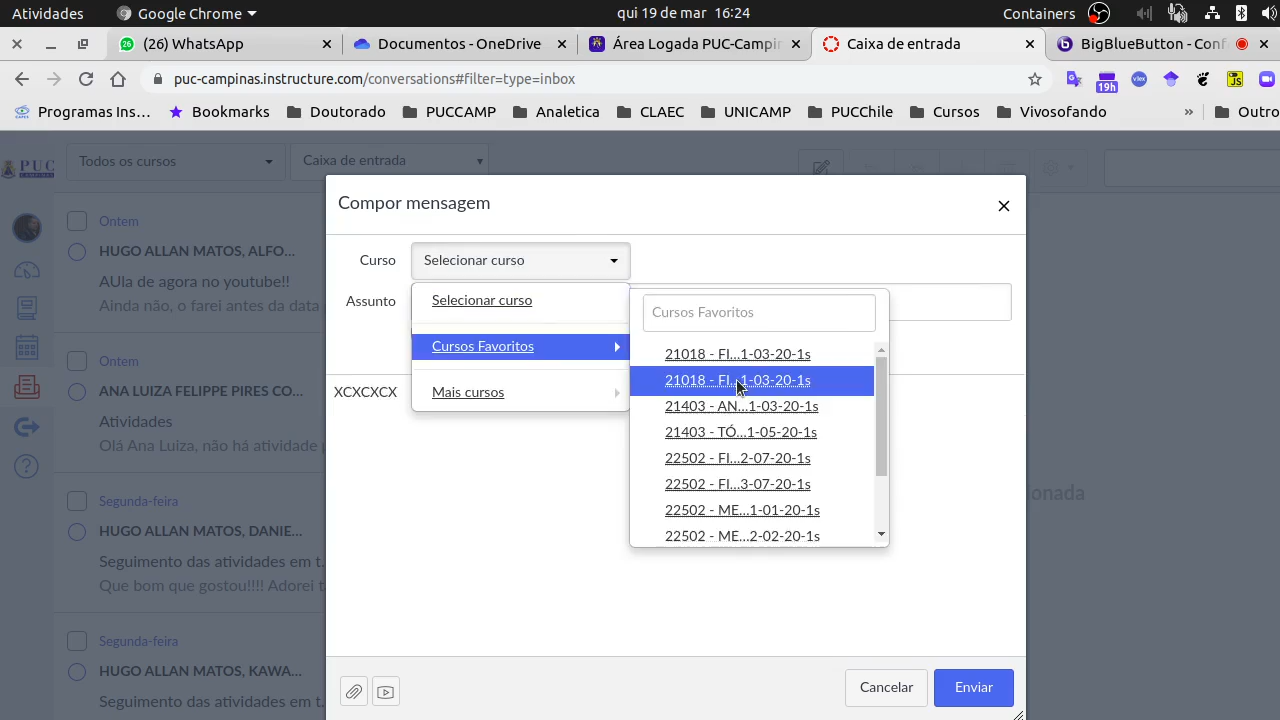 Atividades
Google Chrome
qui 19 de mar 16:24
Containers
(26) WhatsApp
Documentos - OneDrive
Área Logada PUC-Campin
Caixa de entrada
BigBlueButton - Conf
puc-campinas.instructure.com/conversations#filter=type=inbox
19h
vlex
JS
Programas Ins…
Bookmarks
Doutorado
PUCCAMP
Analetica
CLAEC
UNICAMP
PUCChile
Cursos
Vivosofando
»
Outro
PUC
CAMPINAS
Todos os cursos
Caixa de entrada
Compor mensagem
Curso
Selecionar curso
Assunto
Selecionar curso
Cursos Favoritos
Mais cursos
XCXCXCX
Cursos Favoritos
21018 - FI...1-03-20-1s
21018 - FI...1-03-20-1s
21403 - AN...1-03-20-1s
21403 - TÓ...1-05-20-1s
22502 - FI...2-07-20-1s
22502 - FI...3-07-20-1s
22502 - ME...1-01-20-1s
22502 - ME...2-02-20-1s
Ontem
HUGO ALLAN MATOS, ALFO...
AUla de agora no youtube!!
Ainda não, o farei antes da data
Ontem
ANA LUIZA FELIPPE PIRES CO...
Atividades
Olá Ana Luiza, não há atividade
Segunda-feira
HUGO ALLAN MATOS, DANIE...
Seguimento das atividades em t.
Que bom que gostou!!!! Adorei
Segunda-feira
HUGO ALLAN MATOS, KAWA...
Seguimento das atividades em t.
onada
Cancelar
Enviar